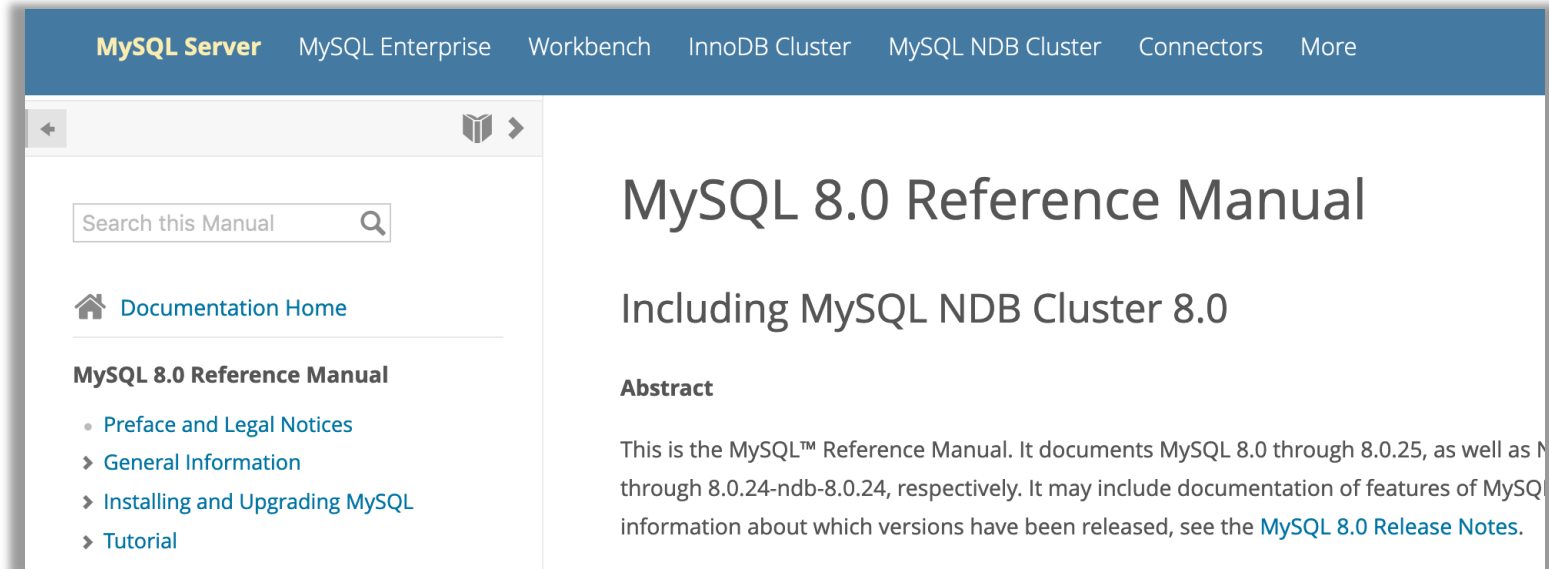 MySQL Server MySQL Enterprise Workbench InnoDB Cluster MySQL NDB Cluster Connectors More
Search this Manual
Documentation Home
MySQL 8.0 Reference Manual
Preface and Legal Notices
General Information
Installing and Upgrading MySQL
Tutorial
MySQL 8.0 Reference Manual
Including MySQL NDB Cluster 8.0
Abstract
This is the MySQL™ Reference Manual. It documents MySQL 8.0 through 8.0.25, as well as
through 8.0.24-ndb-8.0.24, respectively. It may include documentation of features of
information about which versions have been released, see the MySQL 8.0 Release Notes.